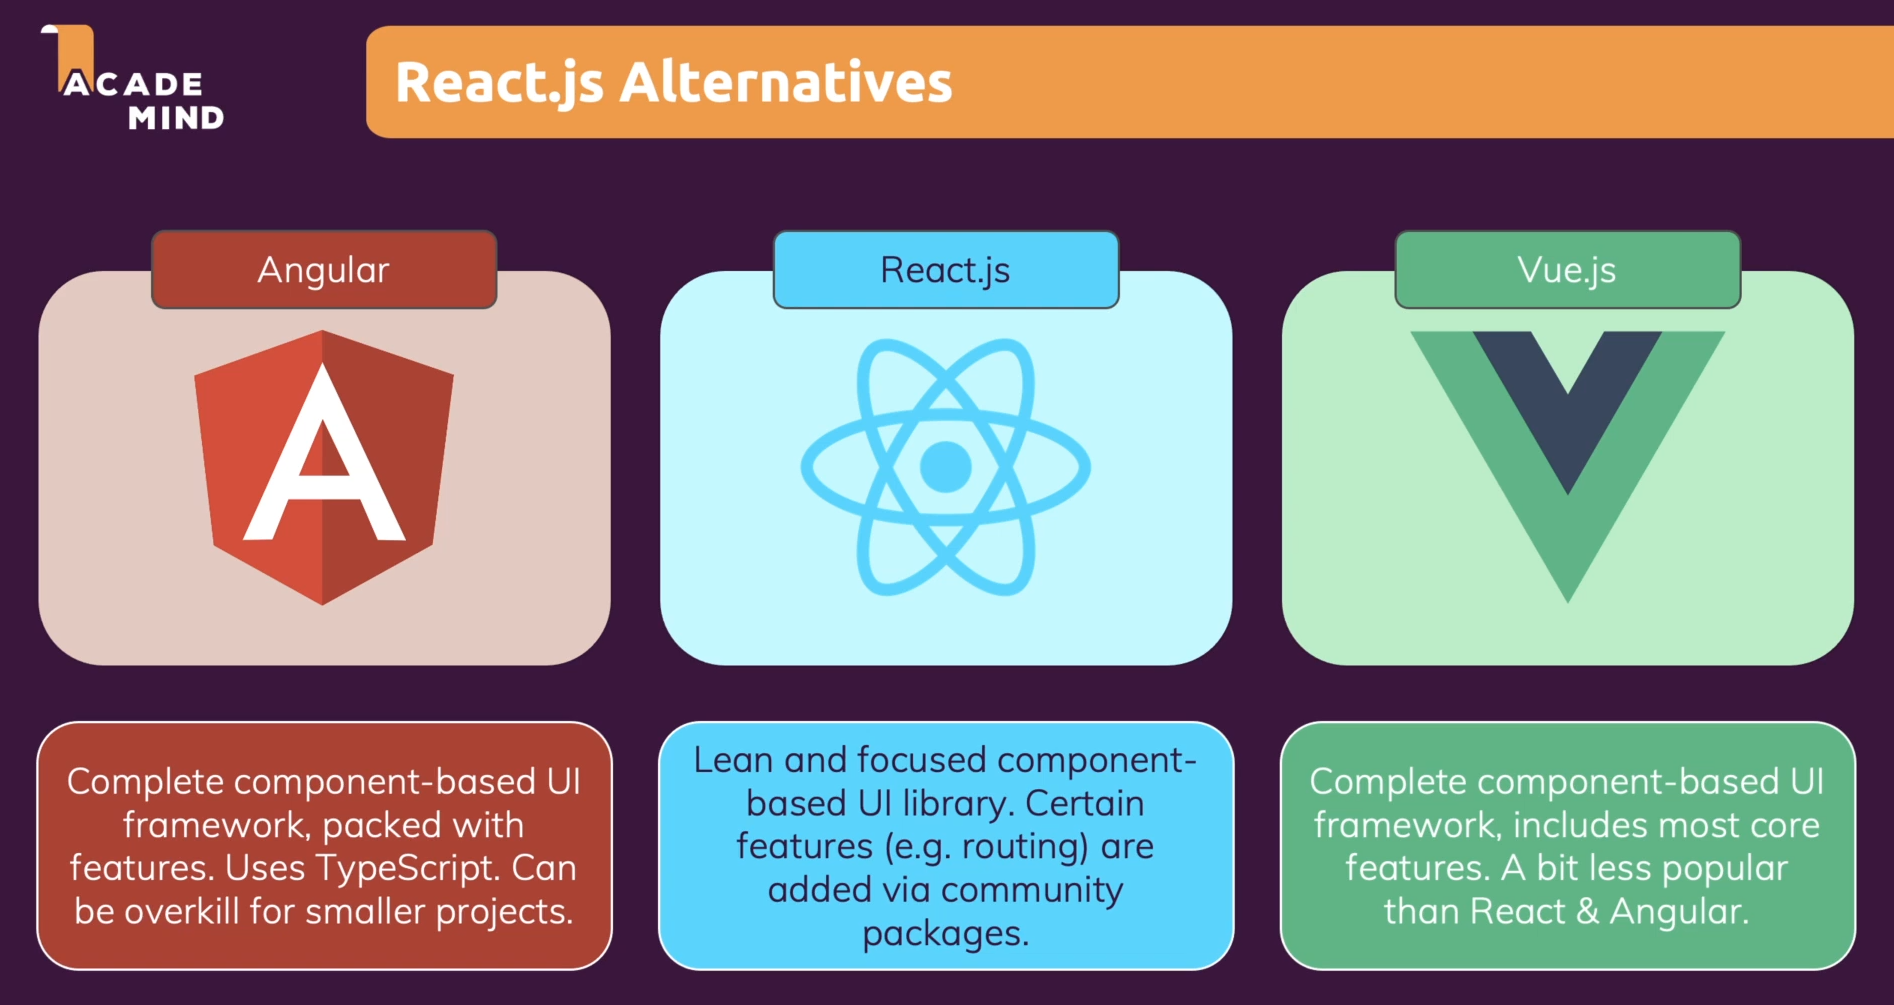 ACADE
MIND
React.js Alternatives
Angular
A
Complete component-based UI
framework, packed with
features. Uses TypeScript. Can
be overkill for smaller projects.
React.js
Lean and focused component-
based UI library. Certain
features (e.g. routing) are
added via community
packages.
Vue.js
Complete component-based UI
framework, includes most core
features. A bit less popular
than React & Angular.